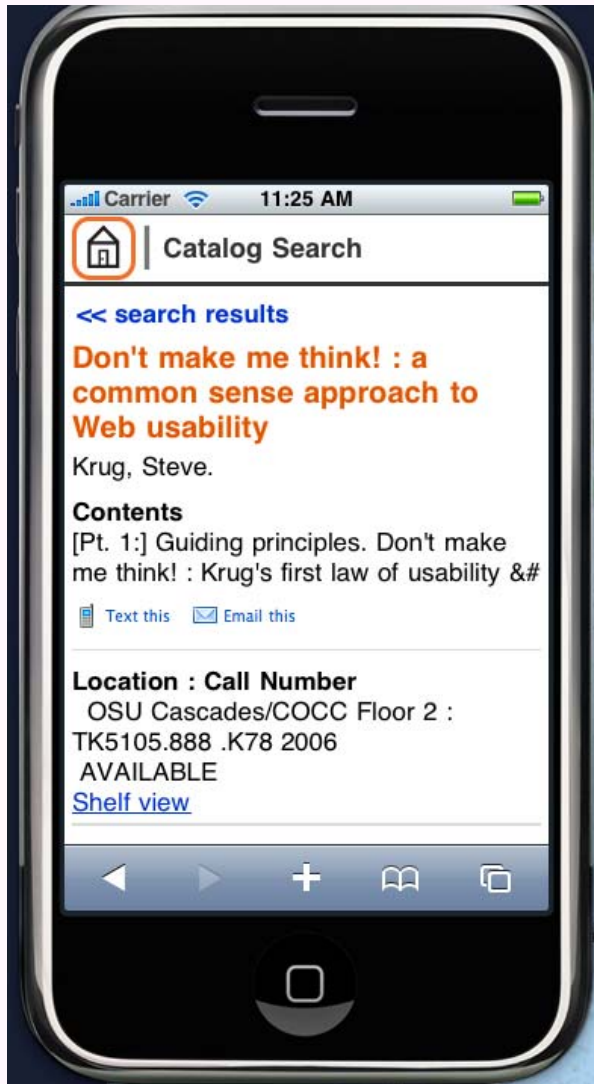 Carrier 11:25 AM
Catalog Search
<< search results
Don't make me think! : a
common sense approach to
Web usability
Krug, Steve.
Contents
[Pt. 1:] Guiding principles. Don't make
me think! : Krug's first law of usability &#
Text this Email this
Location : Call Number
OSU Cascades/COCC Floor 2 :
TK5105.888 .K78 2006
AVAILABLE
Shelf view